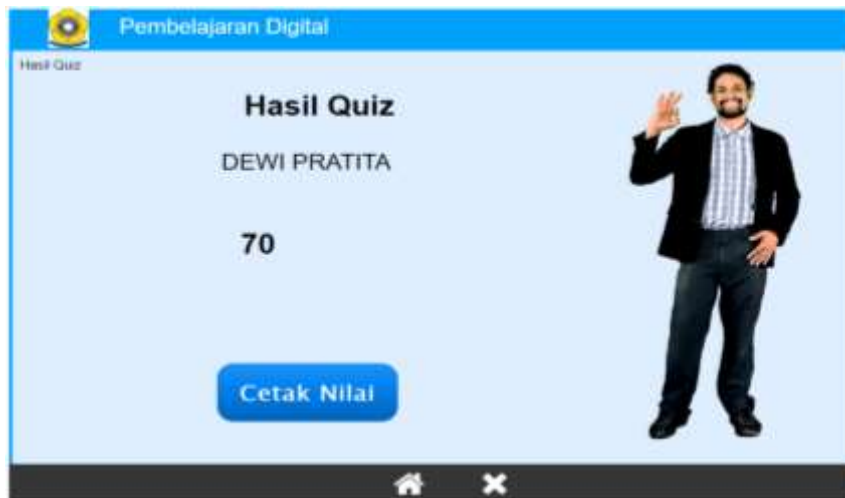 Pembelajaran Digital
Hasil Quiz
Hasil Quiz
DEWI PRATITA
70
Cetak Nilai